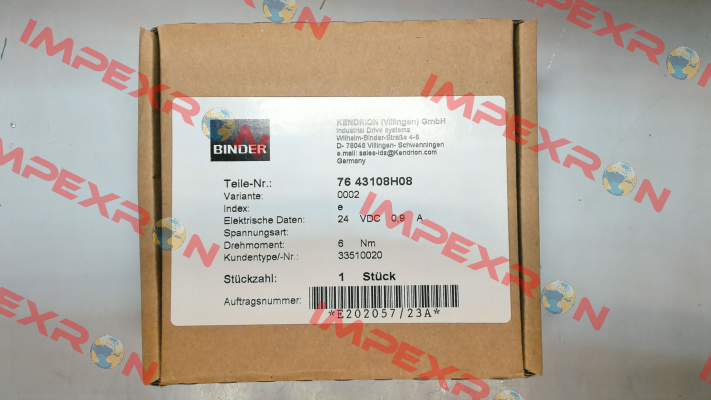 IMPEXRON
BINDER
KENDRION (Villingen) GmbH
Industrial Drive systems
Wilhelm-Binder-Straße 4-6
D- 78048 Villingen- Schwenningen
e.mail: sales-ids@Kendrion.com
Germany
Teile-Nr.: 76 43108H08
Variante: 0002
Index: e
Elektrische Daten: 24 VDC 0,9 A
Spannungsart:
Drehmoment: 6 Nm
Kundentype/-Nr.: 33510020
Stückzahl: 1 Stück
Auftragsnummer:
*E202057/23A*
IMPEXRON
IMPEXRON
IMPEXRON
IMPEXRON